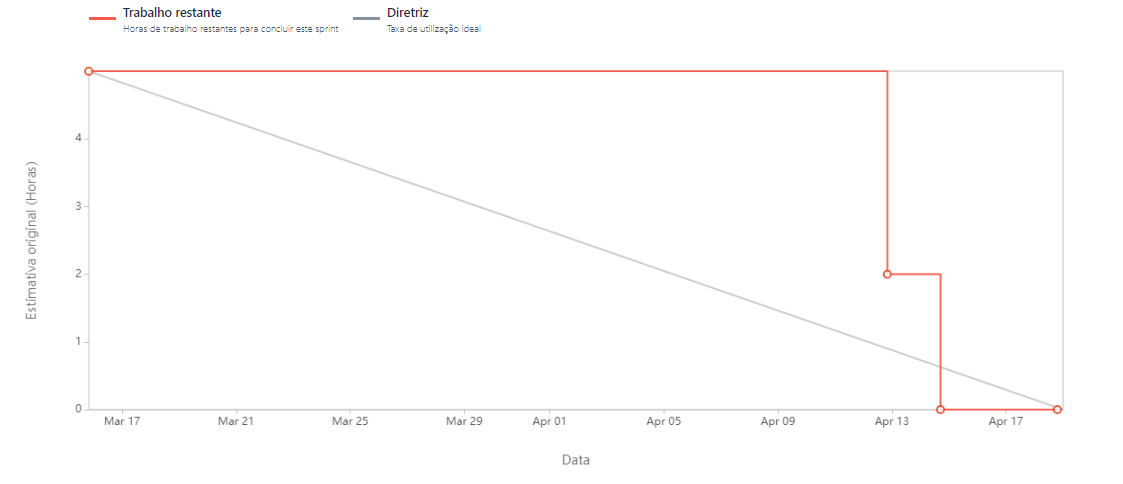 Trabalho restante
Horas de trabalho restantes para concluir este sprint
Diretriz
Taxa de utilização ideal
Estimativa original (Horas)
4
3
2
1
0
Mar 17 Mar 21 Mar 25 Mar 29 Apr 01 Apr 05 Apr 09 Apr 13 Apr 17
Data